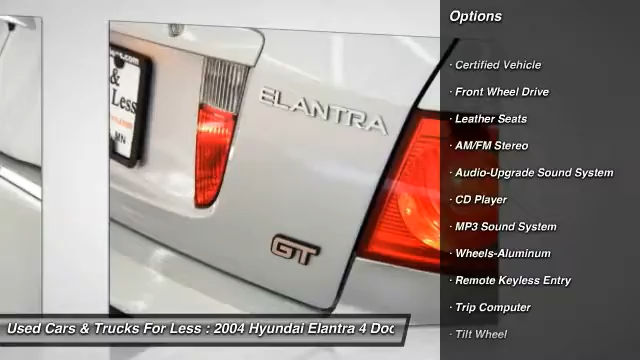 Options
· Certified Vehicle
· Front Wheel Drive
· Leather Seats
· AM/FM Stereo
· Audio-Upgrade Sound System
· CD Player
· MP3 Sound System
· Wheels-Aluminum
· Remote Keyless Entry
· Trip Computer
· Tilt Wheel
ELANTRA
GT
&
Less
MN
Used Cars & Trucks For Less : 2004 Hyundai Elantra 4 Doo